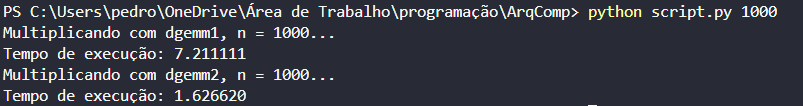 PS C:\Users\pedro\OneDrive\Área de Trabalho\programação\ArqComp> python script.py 1000
Multiplicando com dgemm1, n = 1000...
Tempo de execução: 7.211111
Multiplicando com dgemm2, n = 1000...
Tempo de execução: 1.626620